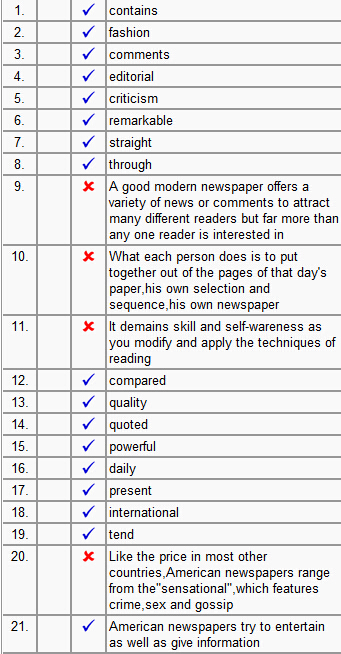 1. contains
2. fashion
3. comments
4. editorial
5. criticism
6. remarkable
7. straight
8. through
9. A good modern newspaper offers a
variety of news or comments to attract
many different readers but far more than
any one reader is interested in
10. What each person does is to put
together out of the pages of that day's
paper,his own selection and
sequence,his own newspaper
11. It demains skill and self-wareness as
you modify and apply the techniques of
reading
12. compared
13. quality
14. quoted
15. powerful
16. daily
17. present
18. international
19. tend
20. Like the price in most other
countries,American newspapers range
from the"sensational",which features
crime,sex and gossip
21. American newspapers try to entertain
as well as give information